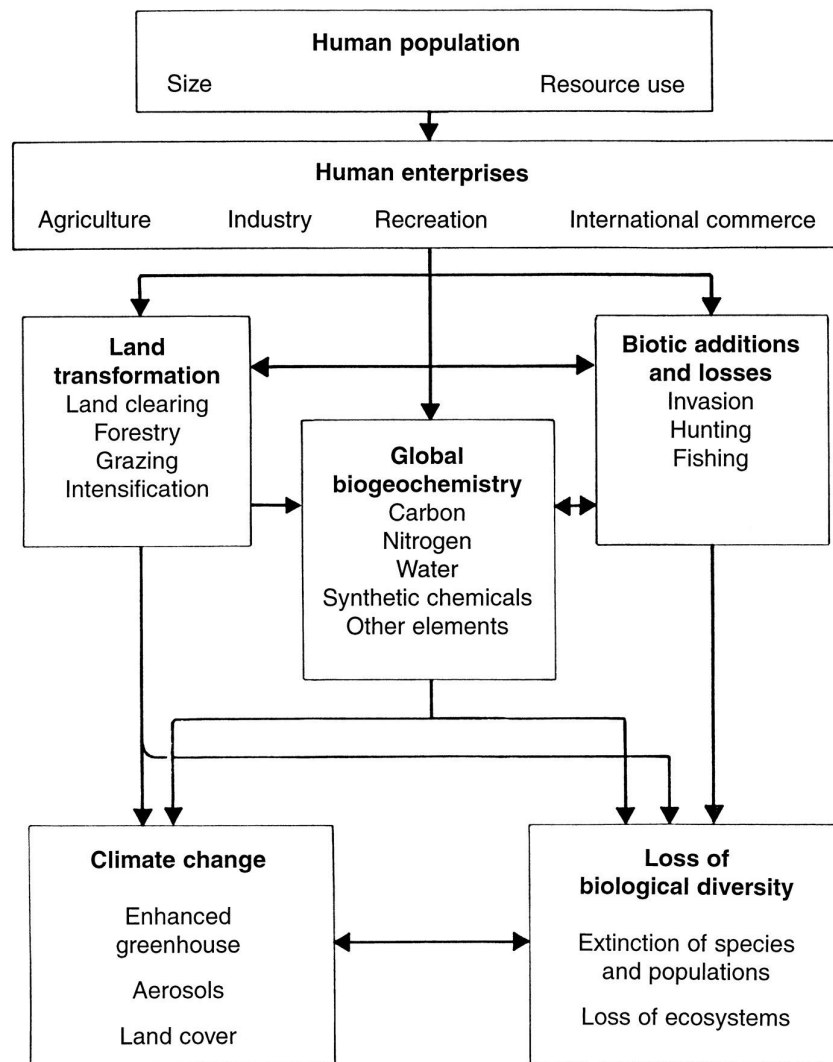 Human population
Size Resource use
Human enterprises
Agriculture Industry Recreation International commerce
Land
transformation
Land clearing
Forestry
Grazing
Intensification
Biotic additions
and losses
Invasion
Hunting
Fishing
Global
biogeochemistry
Carbon
Nitrogen
Water
Synthetic chemicals
Other elements
Climate change
Enhanced
greenhouse
Aerosols
Land cover
Loss of
biological diversity
Extinction of species
and populations
Loss of ecosystems